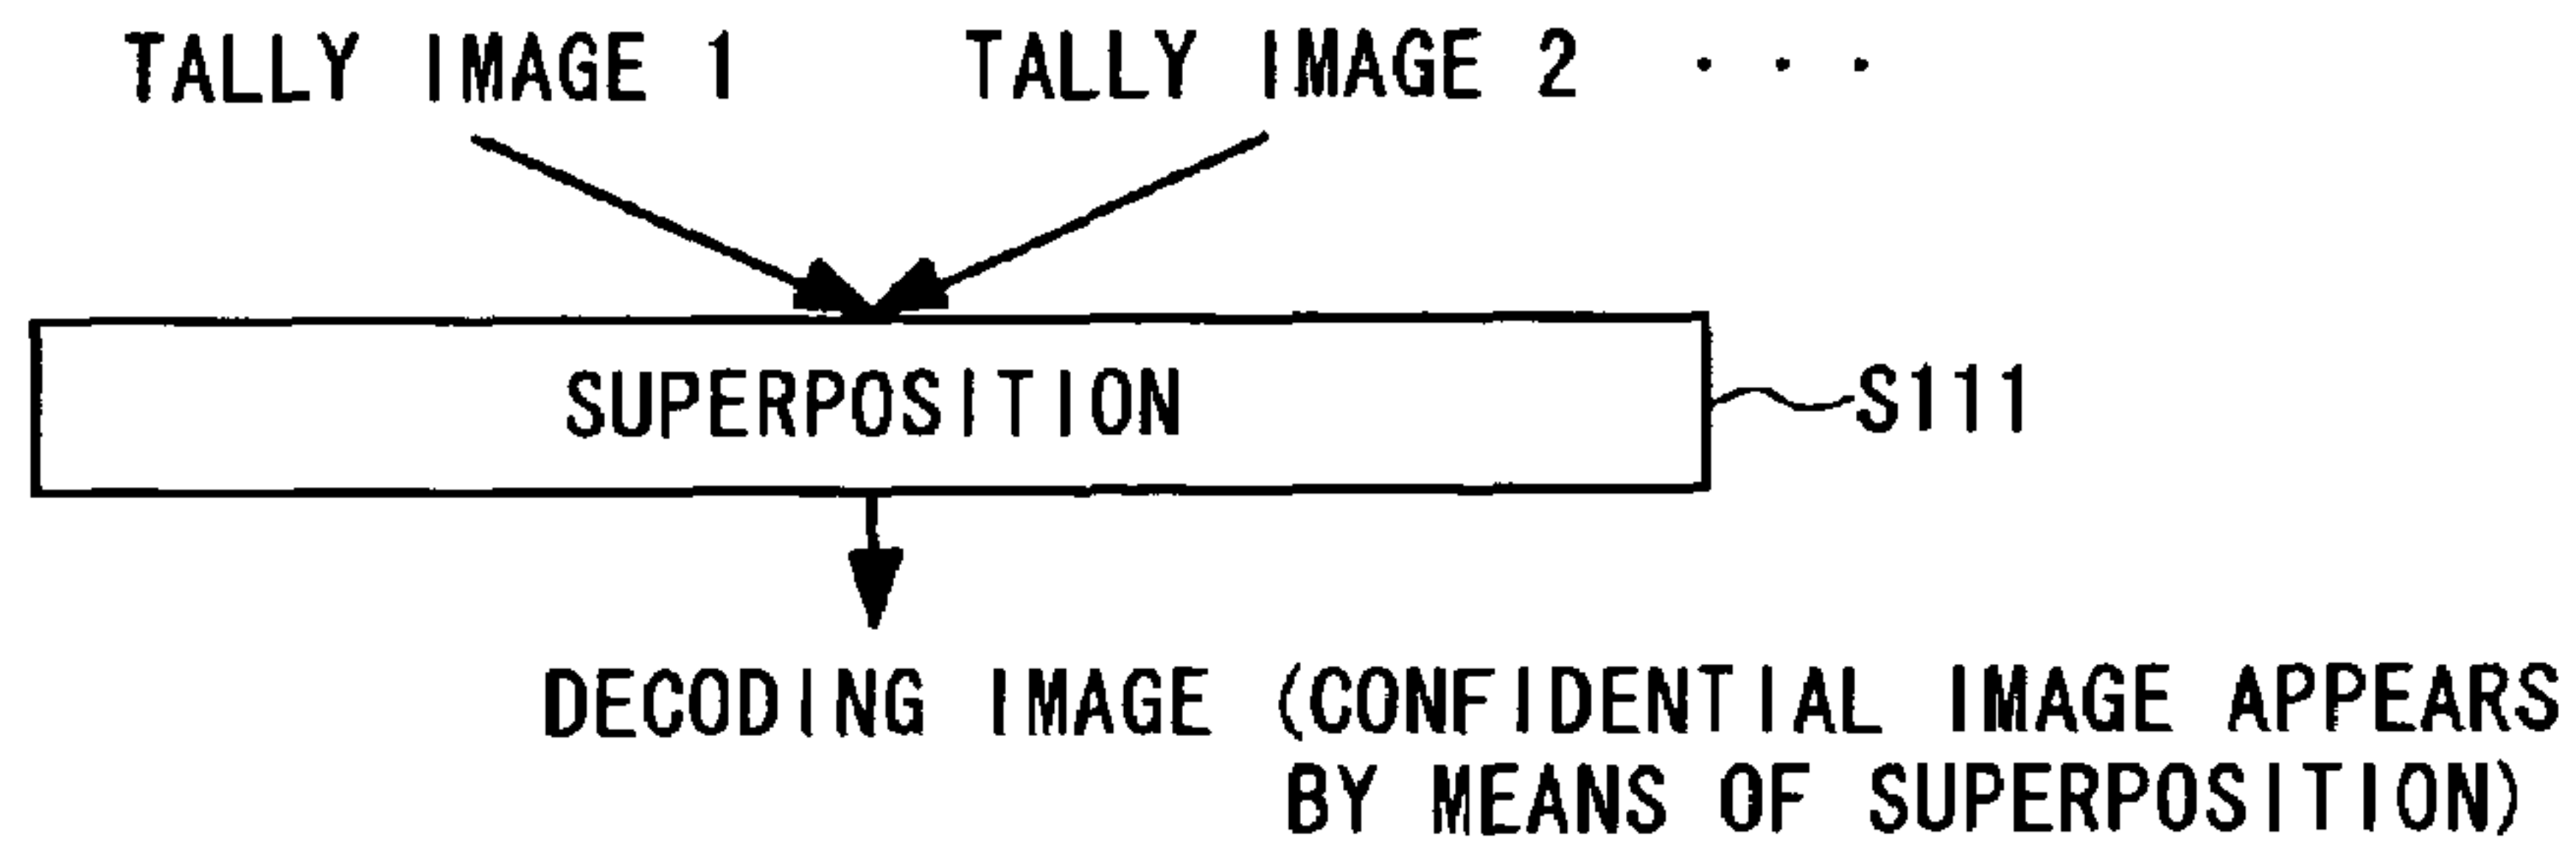 TALLY IMAGE 1 TALLY IMAGE 2 · · ·
SUPERPOSITION S111
DECODING IMAGE (CONFIDENTIAL IMAGE APPEARS
BY MEANS OF SUPERPOSITION)